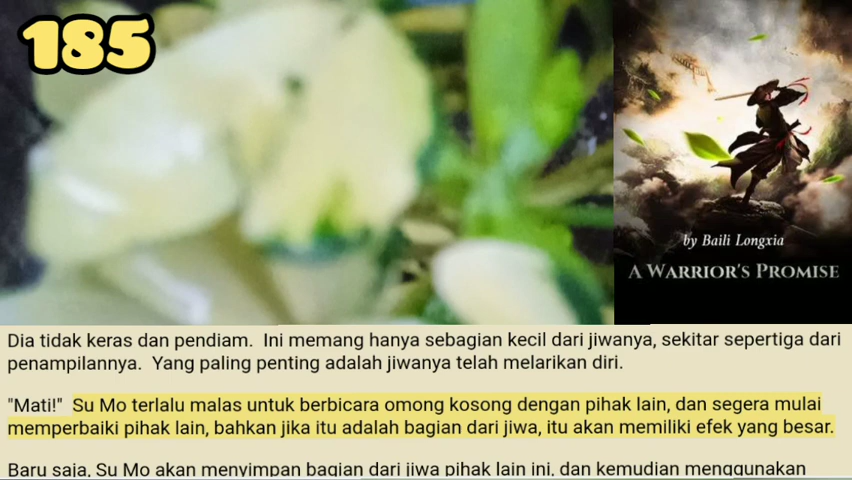 185
by Baili Longxia
A WARRIOR'S PROMISE
Dia tidak keras dan pendiam. Ini memang hanya sebagian kecil dari jiwanya, sekitar sepertiga dari
penampilannya. Yang paling penting adalah jiwanya telah melarikan diri.
"Mati!" Su Mo terlalu malas untuk berbicara omong kosong dengan pihak lain, dan segera mulai
memperbaiki pihak lain, bahkan jika itu adalah bagian dari jiwa, itu akan memiliki efek yang besar.
Baru saja, Su Mo akan menyimpan bagian dari jiwa pihak lain ini, dan kemudian menggunakan